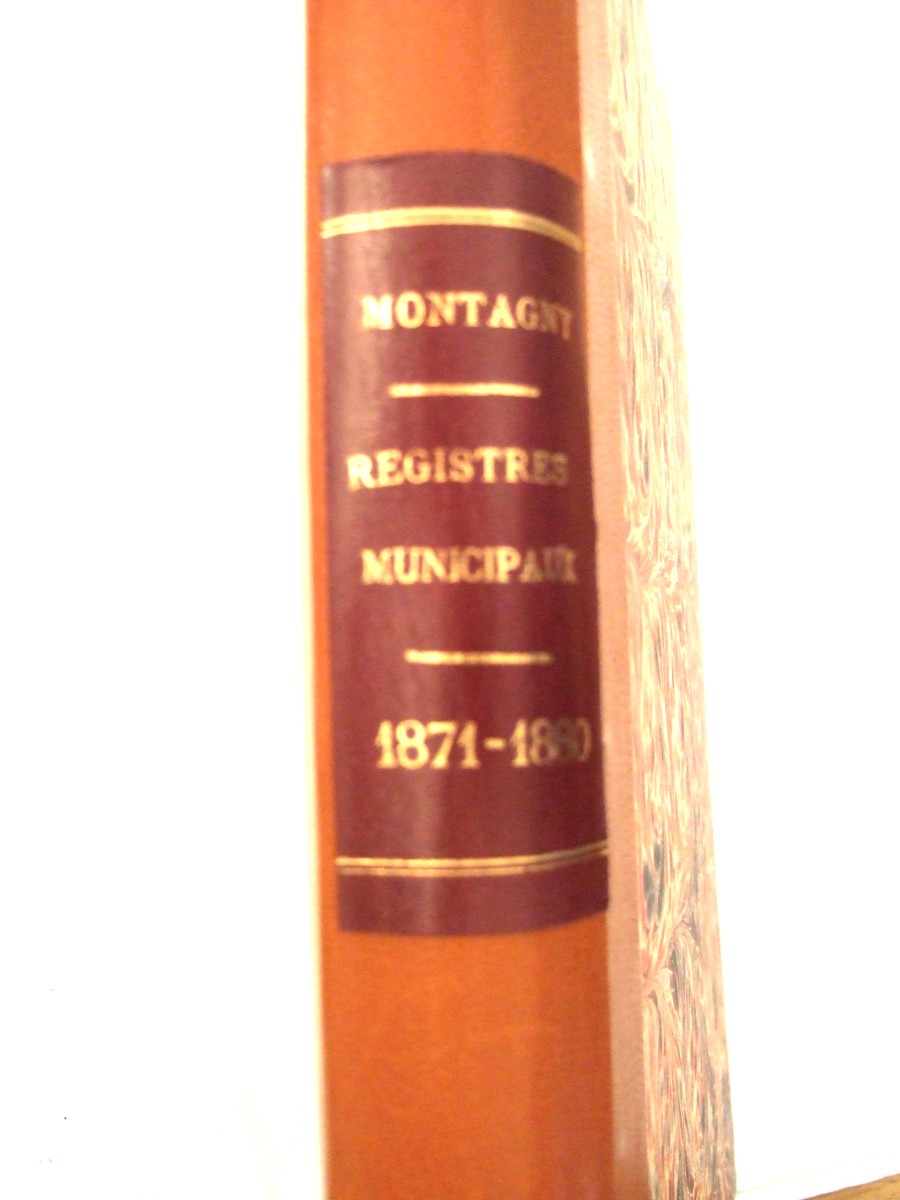 MONTAGNY
REGISTRES
MUNICIPAUX
1871-1880